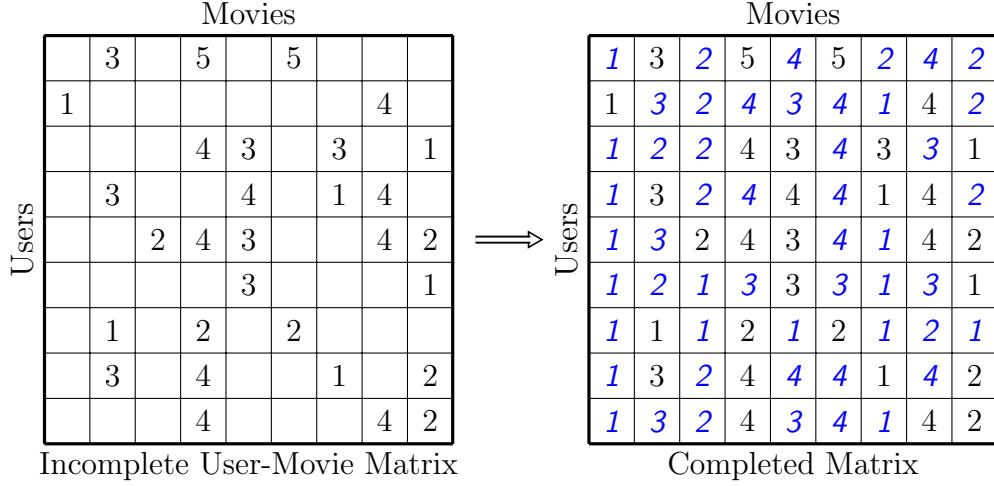 Movies Movies
3 5 5 1 3 2 5 4 5 2 4 2
1 4 1 3 2 4 3 4 1 4 2
4 3 3 1 1 2 2 4 3 4 3 3 1
3 4 1 4 1 3 2 4 4 4 1 4 2
Users 2 4 3 4 2 Users 1 3 2 4 3 4 1 4 2
3 1 1 2 1 3 3 3 1 3 1
1 2 2 1 1 1 2 1 2 1 2 1
3 4 1 2 1 3 2 4 4 4 1 4 2
4 4 2 1 3 2 4 3 4 1 4 2
Incomplete User-Movie Matrix Completed Matrix